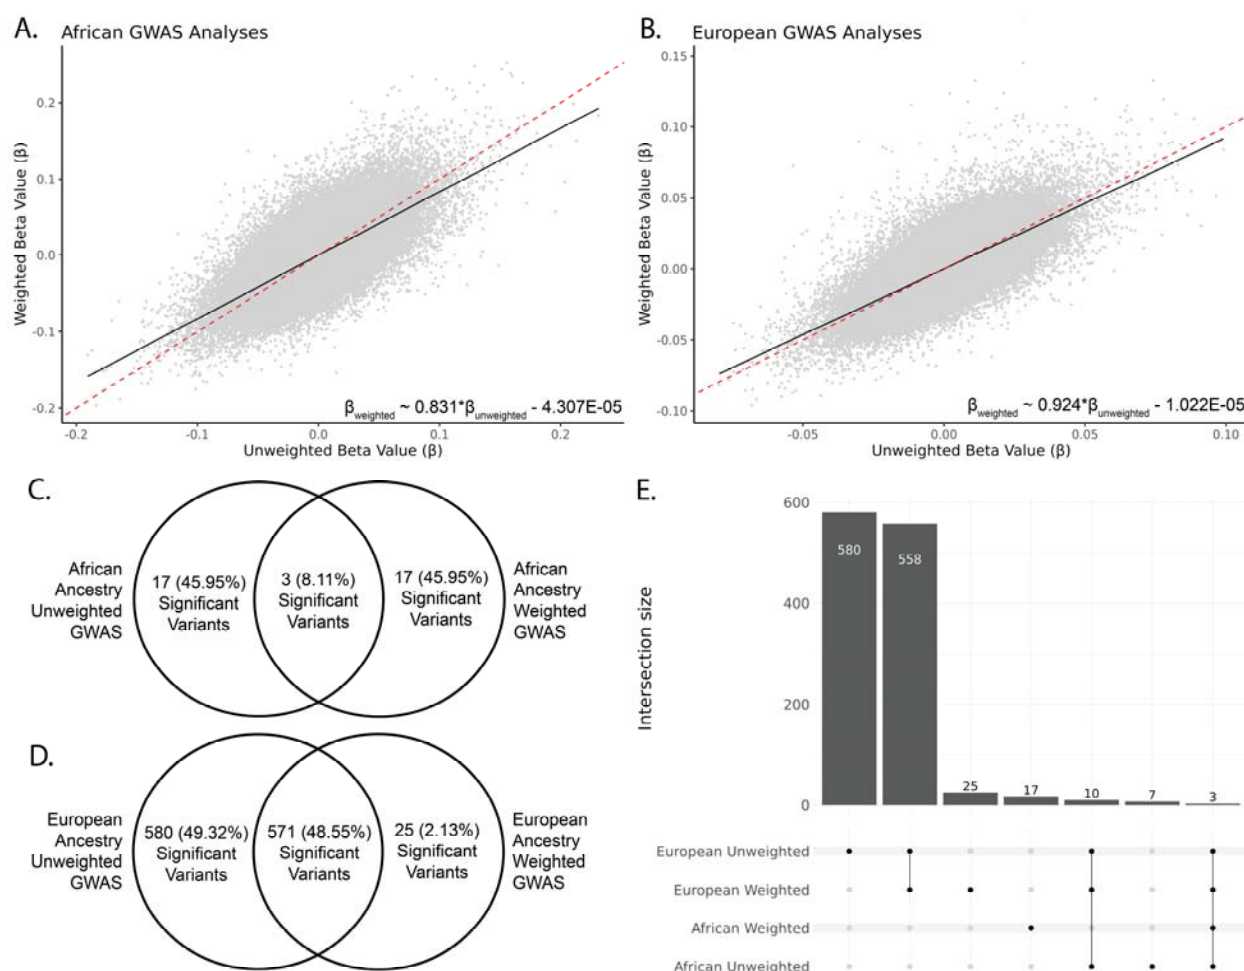 A. African GWAS Analyses
Weighted Beta Value (β)
0.2
0.1
0.0
-0.1
-0.2
-0.2 -0.1 0.0 0.1 0.2
Unweighted Beta Value (β)
βweighted ~ 0.831*βunweighted - 4.307E-05
B. European GWAS Analyses
Weighted Beta Value (β)
0.15
0.10
0.05
0.00
-0.05
-0.10
-0.05 0.00 0.05 0.10
Unweighted Beta Value (β)
βweighted ~ 0.924*βunweighted - 1.022E-05
C.
African
Ancestry
Unweighted
GWAS
17 (45.95%)
Significant
Variants
3 (8.11%)
Significant
Variants
17 (45.95%)
Significant
Variants
African
Ancestry
Weighted
GWAS
D.
European
Ancestry
Unweighted
GWAS
580 (49.32%)
Significant
Variants
571 (48.55%)
Significant
Variants
25 (2.13%)
Significant
Variants
European
Ancestry
Weighted
GWAS
E.
Intersection size
600
400
200
0
580 558 25 17 10 7 3
European Unweighted
European Weighted
African Weighted
African Unweighted